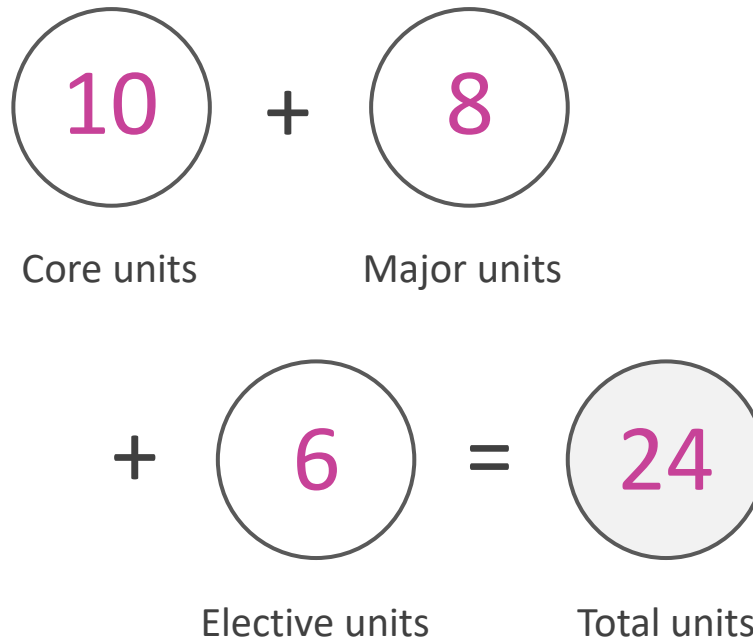 10 + 8
Core units Major units
+ 6 = 24
Elective units Total units